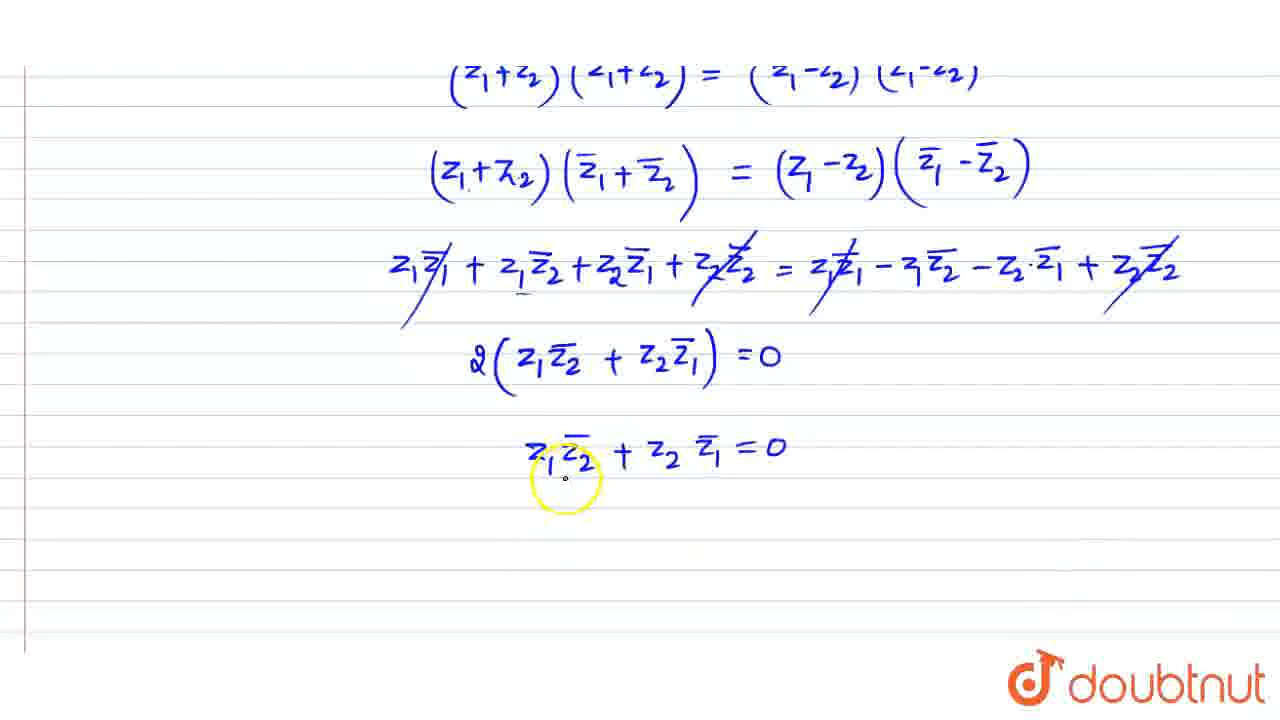 (z₁+z₂)(z₁+z₂) = (z₁-z₂)(z₁-z₂)
(z₁+z₂)(z̅₁+z̅₂) = (z₁-z₂)(z̅₁-z̅₂)
z₁z̅₁ + z₁z̅₂ + z₂z̅₁ + z₂z̅₂ = z₁z̅₁ - z₁z̅₂ - z₂·z̅₁ + z₂z̅₂
2(z₁z̅₂ + z₂z̅₁) = 0
z₁z̅₂ + z₂ z̅₁ = 0
doubtnut